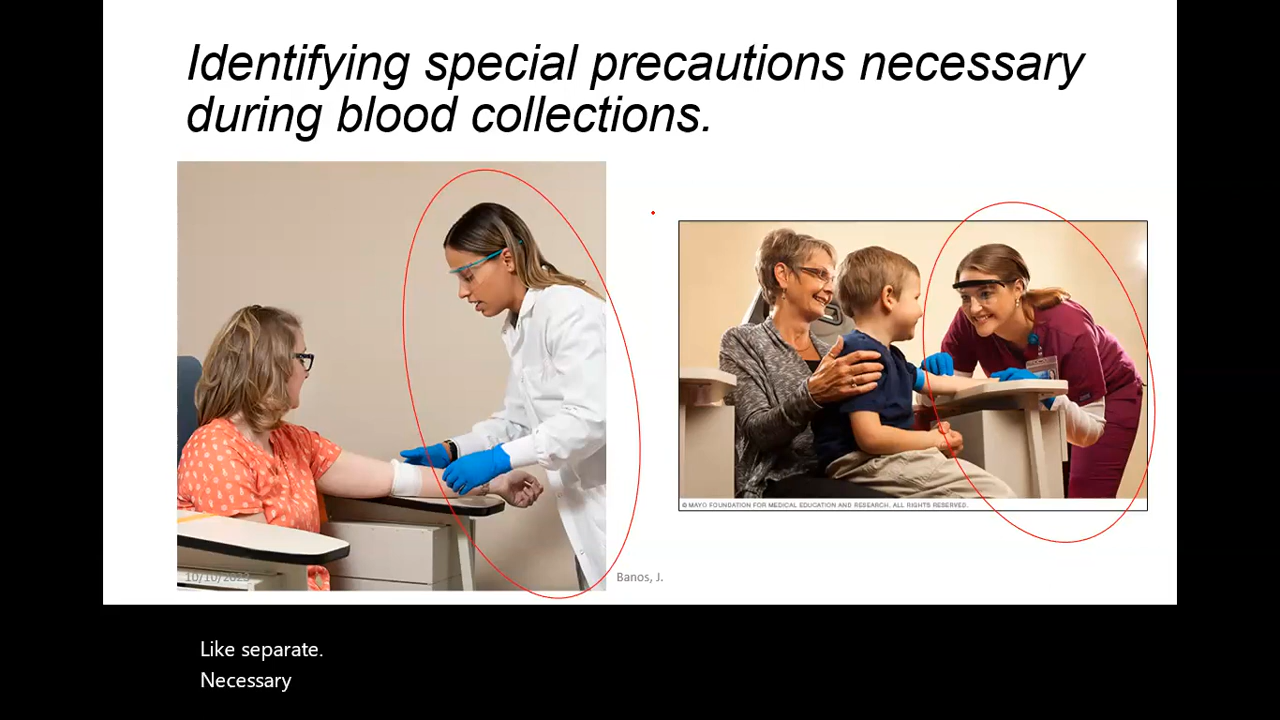 Identifying special precautions necessary
during blood collections.
© MAYO FOUNDATION FOR MEDICAL EDUCATION AND RESEARCH. ALL RIGHTS RESERVED.
Banos, J.
Like separate.
Necessary